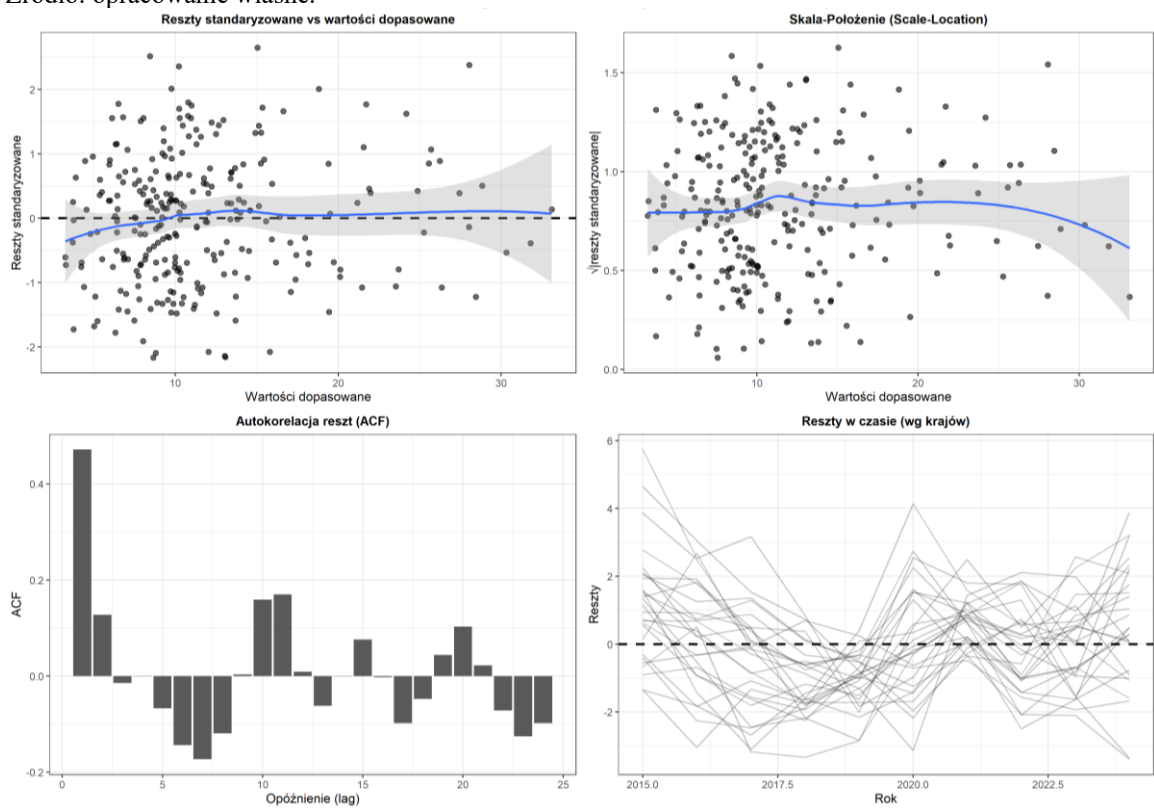 Źródło: opracowanie własne.
Reszty standaryzowane vs wartości dopasowane
Reszty standaryzowane
2
1
0
-1
-2
10
20
30
Wartości dopasowane
Skala-Położenie (Scale-Location)
√|reszty standaryzowane|
1.5
1.0
0.5
0.0
10
20
30
Wartości dopasowane
Autokorelacja reszt (ACF)
ACF
0.4
0.2
0.0
-0.2
0
5
10
15
20
25
Opóźnienie (lag)
Reszty w czasie (wg krajów)
Reszty
6
4
2
0
-2
2015.0
2017.5
2020.0
2022.5
Rok